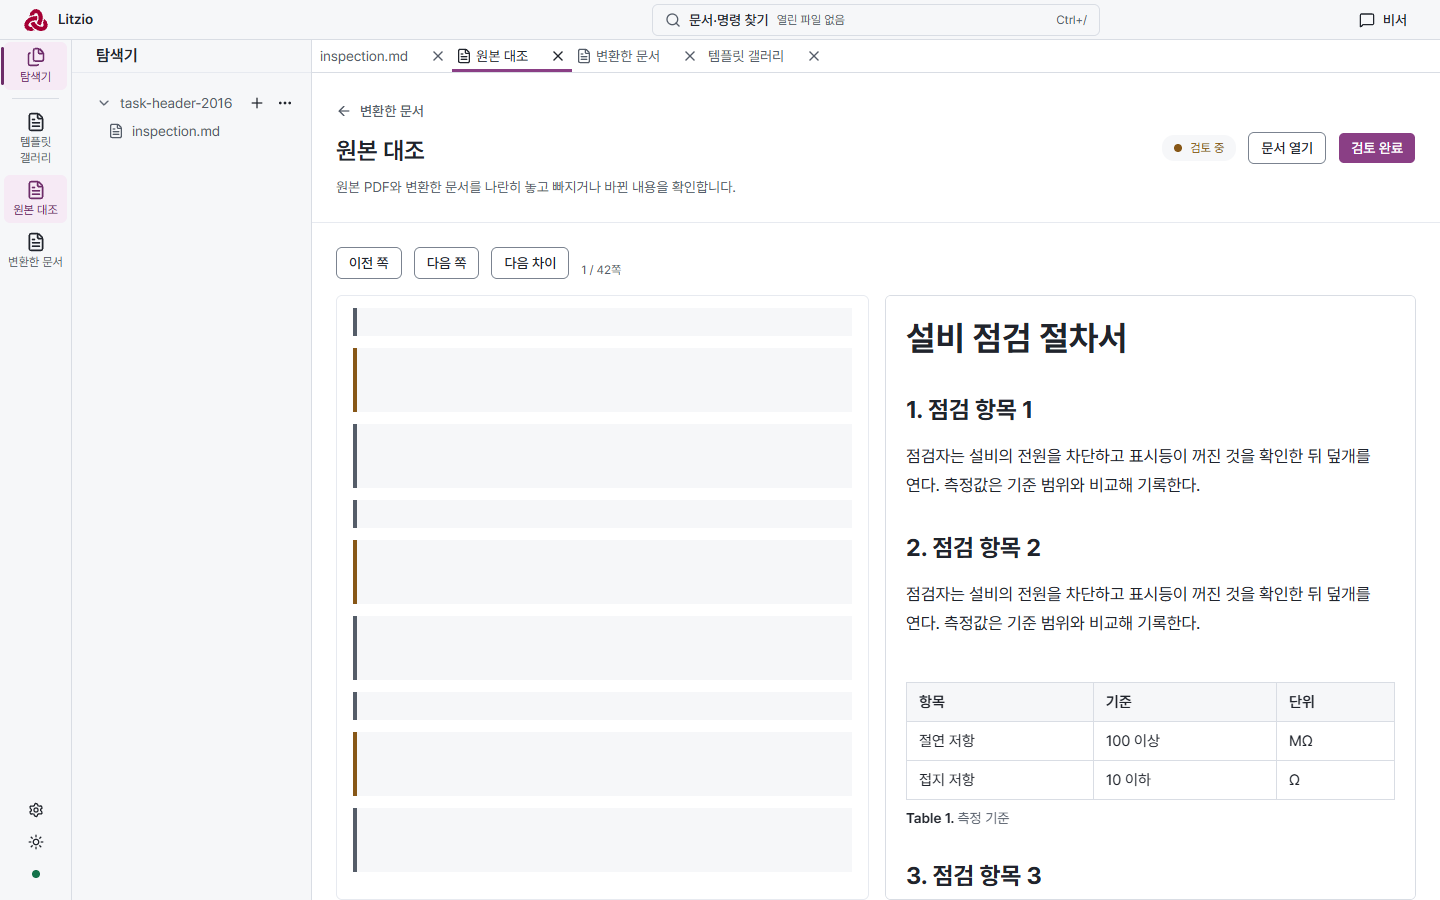 Litzio
문서·명령 찾기 열린 파일 없음 Ctrl+/
비서
탐색기
템플릿
갤러리
원본 대조
변환한 문서
탐색기
task-header-2016
inspection.md
inspection.md
원본 대조
변환한 문서
템플릿 갤러리
변환한 문서
원본 대조
원본 PDF와 변환한 문서를 나란히 놓고 빠지거나 바뀐 내용을 확인합니다.
검토 중
문서 열기
검토 완료
이전 쪽
다음 쪽
다음 차이
1 / 42쪽
설비 점검 절차서
1. 점검 항목 1
점검자는 설비의 전원을 차단하고 표시등이 꺼진 것을 확인한 뒤 덮개를
연다. 측정값은 기준 범위와 비교해 기록한다.
2. 점검 항목 2
점검자는 설비의 전원을 차단하고 표시등이 꺼진 것을 확인한 뒤 덮개를
연다. 측정값은 기준 범위와 비교해 기록한다.
항목 기준 단위
절연 저항 100 이상 MΩ
접지 저항 10 이하 Ω
Table 1. 측정 기준
3. 점검 항목 3